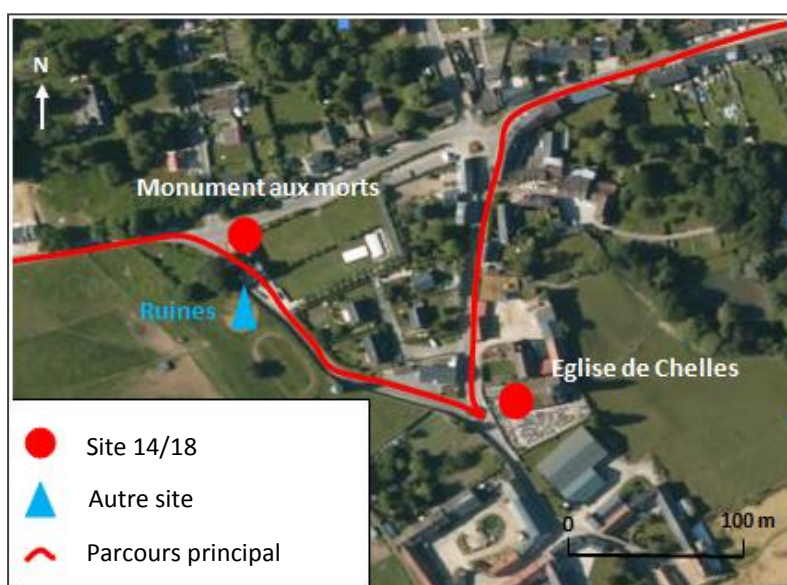 N
Monument aux morts
Ruines
Eglise de Chelles
Site 14/18
Autre site
Parcours principal
0 100 m